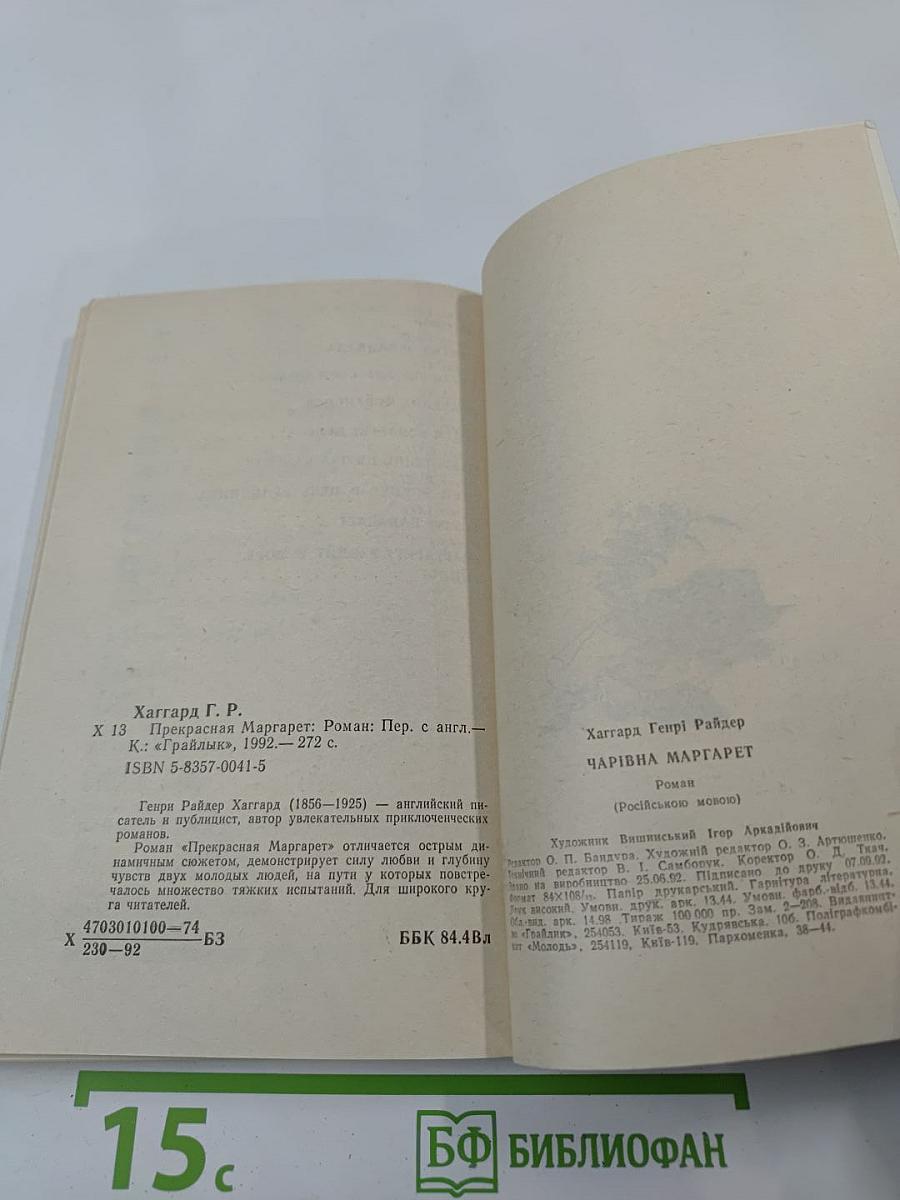 Хаггард Г. Р.
Х 13 Прекрасная Маргарет: Роман: Пер. с англ.—
К.: «Грайлык», 1992.— 272 с.
ISBN 5-8357-0041-5
Генри Райдер Хаггард (1856—1925) — английский пи-
сатель и публицист, автор увлекательных приключенческих
романов.
Роман «Прекрасная Маргарет» отличается острым ди-
намичным сюжетом, демонстрирует силу любви и глубину
чувств двух молодых людей, на пути у которых повстре-
чалось множество тяжких испытаний. Для широкого кру-
га читателей.
Х 4703010100—74 БЗ
230—92
ББК 84.4Вл
Хаггард Генрі Райдер
ЧАРІВНА МАРГАРЕТ
Роман
(Російською мовою)
Художник Вишинський Ігор Аркадійович
Редактор О. П. Бандура. Художній редактор О. З. Артюшенко.
Технічний редактор В. І. Самборук. Коректор О. Д. Ткач.
на виробництво 25.06.92. Підписано до друку 07.09.92.
Формат 84×108/32. Папір друкарський. Гарнітура літературна.
Друк високий. Умови. друк. арк. 13.44. Умови. фарб.-відб. 13.44.
Обл.-вид. арк. 14.98 Тираж 100 000 пр. Зам. 2—208. Видавницт-
«Грайлик», 254053. Київ-53. Кудрявська, 10б. Поліграфкомбі-
«Молодь», 254119, Київ-119, Пархоменка, 38—44.
15 с
БФ БИБЛИОФАН